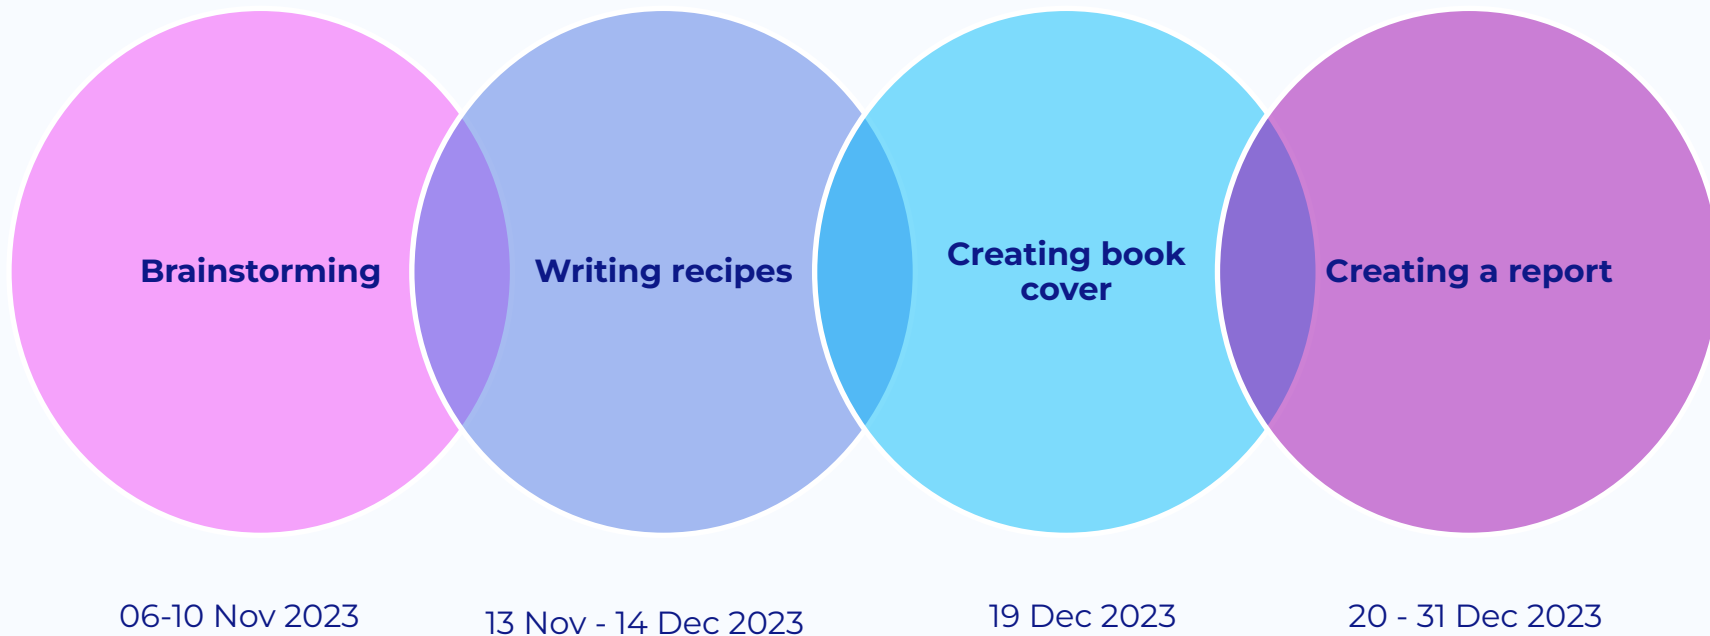 Brainstorming
Writing recipes
Creating book
cover
Creating a report
06-10 Nov 2023
13 Nov - 14 Dec 2023
19 Dec 2023
20 - 31 Dec 2023